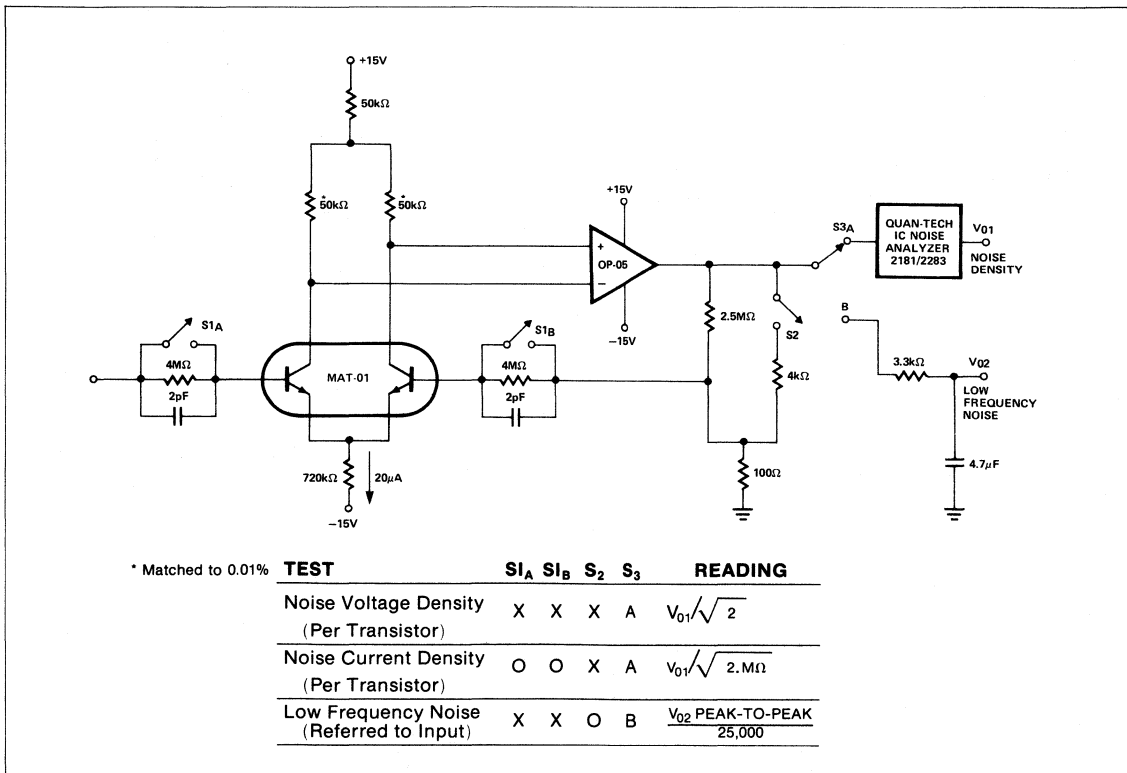 +15V
50kΩ
* 50kΩ
* 50kΩ
+15V
+
OP-05
−
−15V
S3A
QUAN-TECH
IC NOISE
ANALYZER
2181/2283
V01
NOISE
DENSITY
2.5MΩ
S2
B
4kΩ
3.3kΩ
V02
LOW
FREQUENCY
NOISE
4.7μF
100Ω
S1A
4MΩ
2pF
MAT-01
S1B
4MΩ
2pF
720kΩ
20μA
−15V
* Matched to 0.01% TEST SIA SIB S2 S3 READING
Noise Voltage Density X X X A V01/√2
(Per Transistor)
Noise Current Density O O X A V01/√2.MΩ
(Per Transistor)
Low Frequency Noise X X O B V02 PEAK-TO-PEAK
(Referred to Input) 25,000